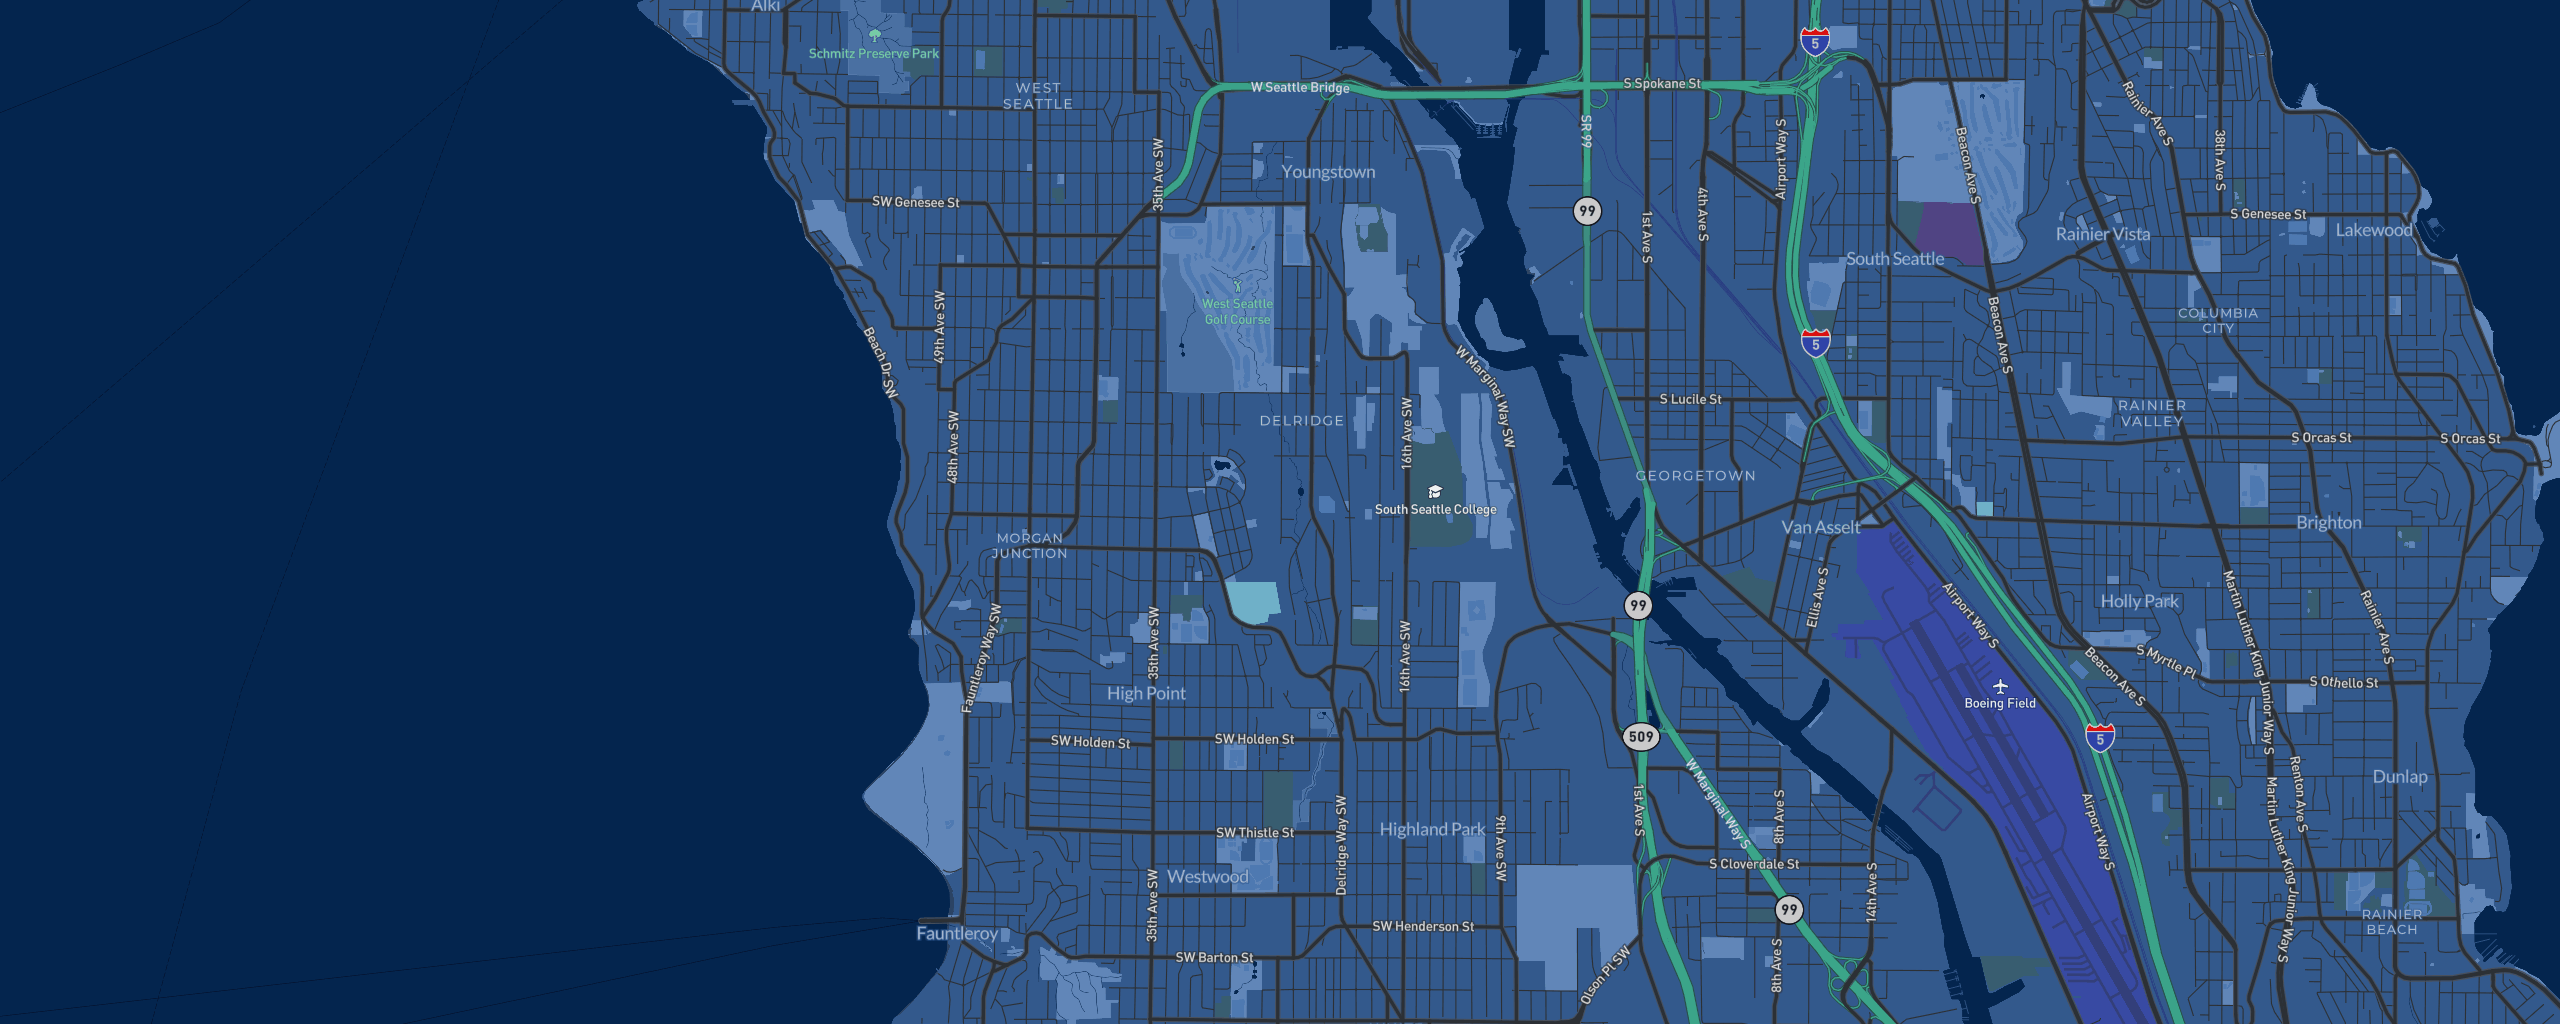 Alki
Schmitz Preserve Park
WEST
SEATTLE
W Seattle Bridge
S Spokane St
5
SR 99
35th Ave SW
Youngstown
Airport Way S
Beacon Ave S
Rainier Ave S
38th Ave S
SW Genesee St
99
1st Ave S
4th Ave S
S Genesee St
Lakewood
Rainier Vista
South Seattle
West Seattle
Golf Course
49th Ave SW
Beach Dr SW
W Marginal Way SW
5
Beacon Ave S
COLUMBIA
CITY
S Lucile St
RAINIER
VALLEY
DELRIDGE
16th Ave SW
48th Ave SW
S Orcas St
S Orcas St
GEORGETOWN
South Seattle College
Van Asselt
Brighton
MORGAN
JUNCTION
99
Ellis Ave S
Airport Way S
Holly Park
Martin Luther King Junior Way S
Rainier Ave S
Fauntleroy Way SW
35th Ave SW
16th Ave SW
S Myrtle Pl
Beacon Ave S
S Othello St
High Point
Boeing Field
509
5
SW Holden St
SW Holden St
W Marginal Way S
1st Ave S
8th Ave S
Renton Ave S
Dunlap
SW Thistle St
Highland Park
Delridge Way SW
9th Ave SW
Airport Way S
Martin Luther King Junior Way S
S Cloverdale St
Westwood
35th Ave SW
14th Ave S
99
RAINIER
BEACH
Fauntleroy
SW Henderson St
SW Barton St
Olson Pl SW
8th Ave S